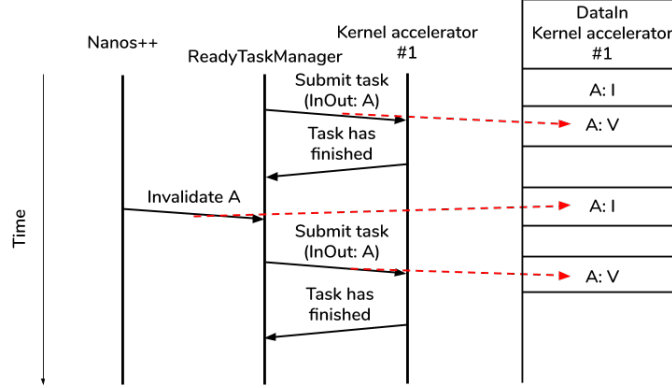 Nanos++
ReadyTaskManager
Kernel accelerator
#1
DataIn
Kernel accelerator
#1
Time
Submit task
(InOut: A)
A: I
A: V
Task has
finished
Invalidate A
A: I
Submit task
(InOut: A)
A: V
Task has
finished